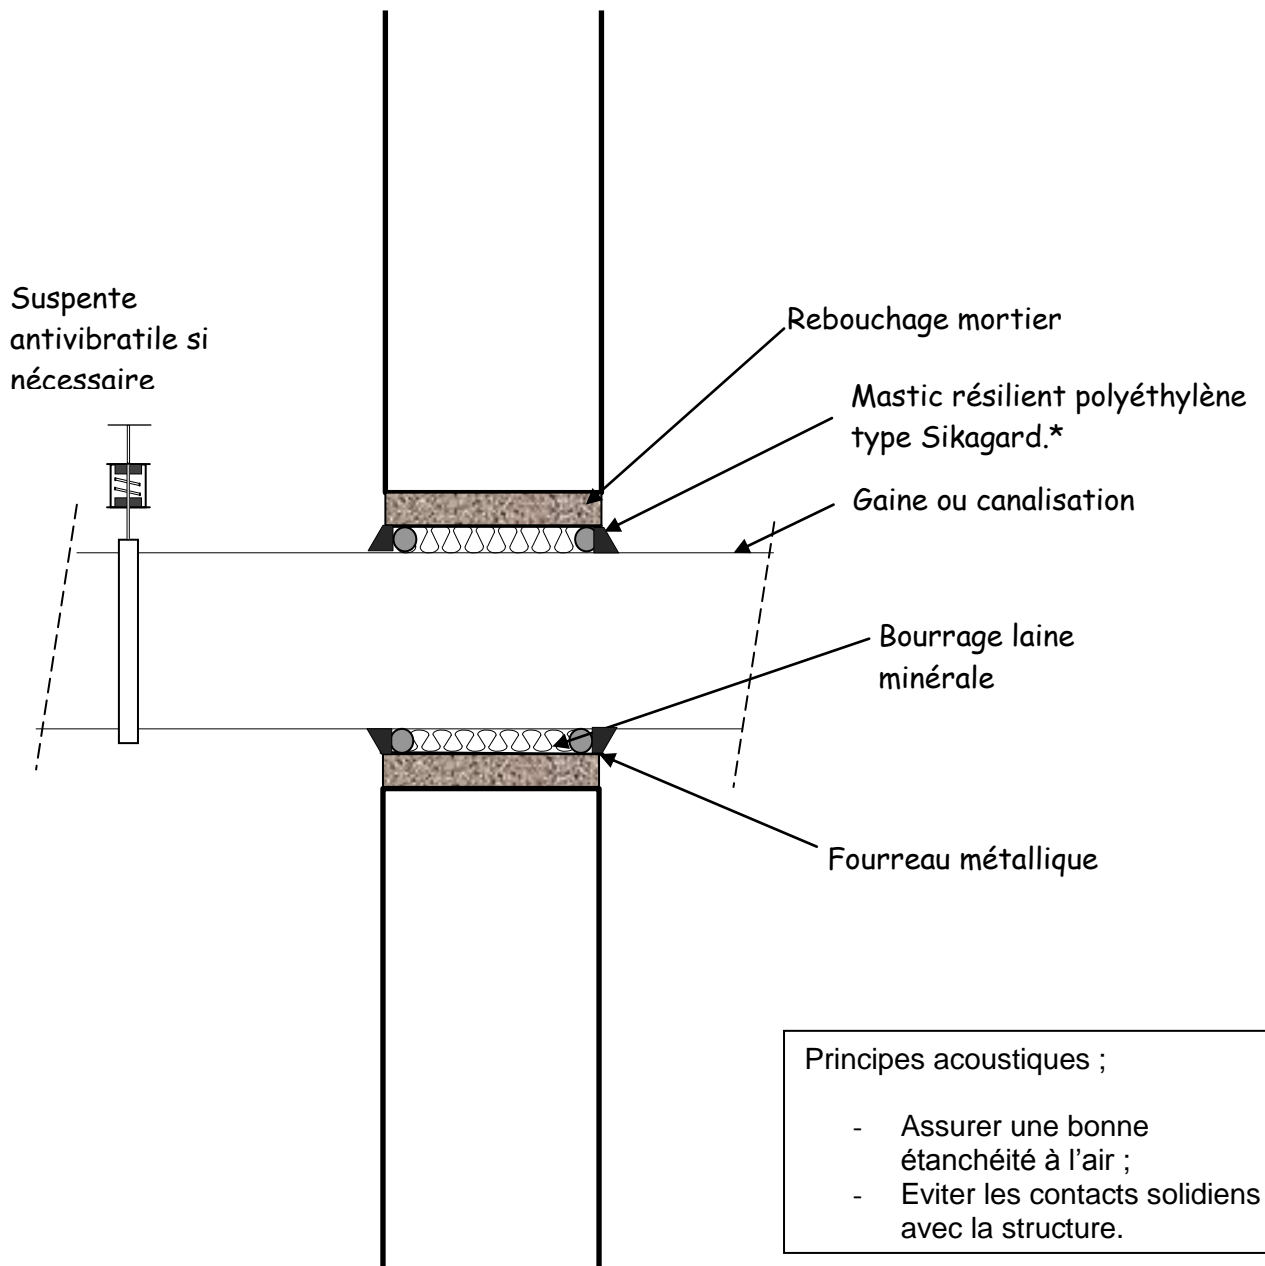 Suspente
antivibratile si
nécessaire
Rebouchage mortier
Mastic résilient polyéthylène
type Sikagard.*
Gaine ou canalisation
Bourrage laine
minérale
Fourreau métallique
Principes acoustiques ;
- Assurer une bonne
étanchéité à l'air ;
- Eviter les contacts solidiens
avec la structure.